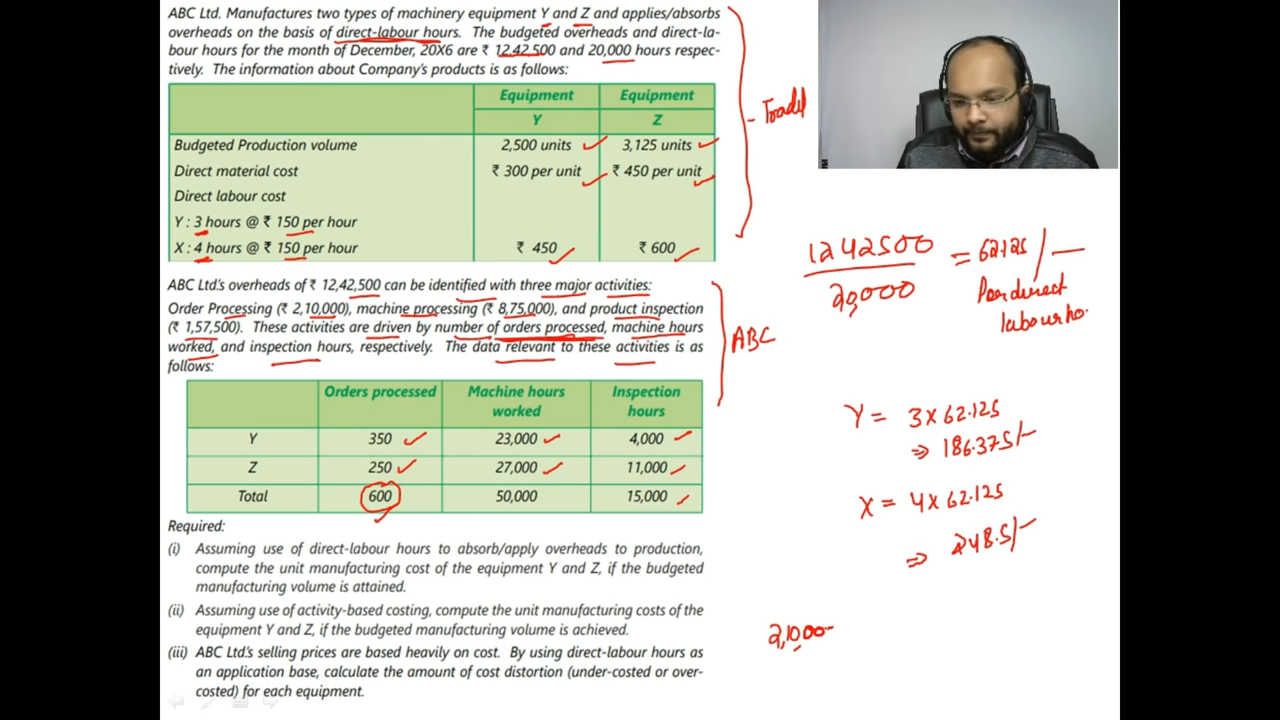 ABC Ltd. Manufactures two types of machinery equipment Y and Z and applies/absorbs
overheads on the basis of direct-labour hours. The budgeted overheads and direct-la-
bour hours for the month of December, 20X6 are ₹ 12,42,500 and 20,000 hours respec-
tively. The information about Company's products is as follows:
Equipment Equipment
Y Z
Budgeted Production volume 2,500 units 3,125 units
Direct material cost ₹ 300 per unit ₹ 450 per unit
Direct labour cost
Y : 3 hours @ ₹ 150 per hour
X : 4 hours @ ₹ 150 per hour ₹ 450 ₹ 600
ABC Ltd.'s overheads of ₹ 12,42,500 can be identified with three major activities:
Order Processing (₹ 2,10,000), machine processing (₹ 8,75,000), and product inspection
(₹ 1,57,500). These activities are driven by number of orders processed, machine hours
worked, and inspection hours, respectively. The data relevant to these activities is as
follows:
Orders processed Machine hours worked Inspection hours
Y 350 23,000 4,000
Z 250 27,000 11,000
Total 600 50,000 15,000
Required:
(i) Assuming use of direct-labour hours to absorb/apply overheads to production,
compute the unit manufacturing cost of the equipment Y and Z, if the budgeted
manufacturing volume is attained.
(ii) Assuming use of activity-based costing, compute the unit manufacturing costs of the
equipment Y and Z, if the budgeted manufacturing volume is achieved.
(iii) ABC Ltd.'s selling prices are based heavily on cost. By using direct-labour hours as
an application base, calculate the amount of cost distortion (under-costed or over-
costed) for each equipment.
ABC
1242500 = 62.125/-
20,000 Per direct
labour ho.
Y = 3 x 62.125
⇒ 186.375/-
X = 4 x 62.125
⇒ 248.5/-
2,1000